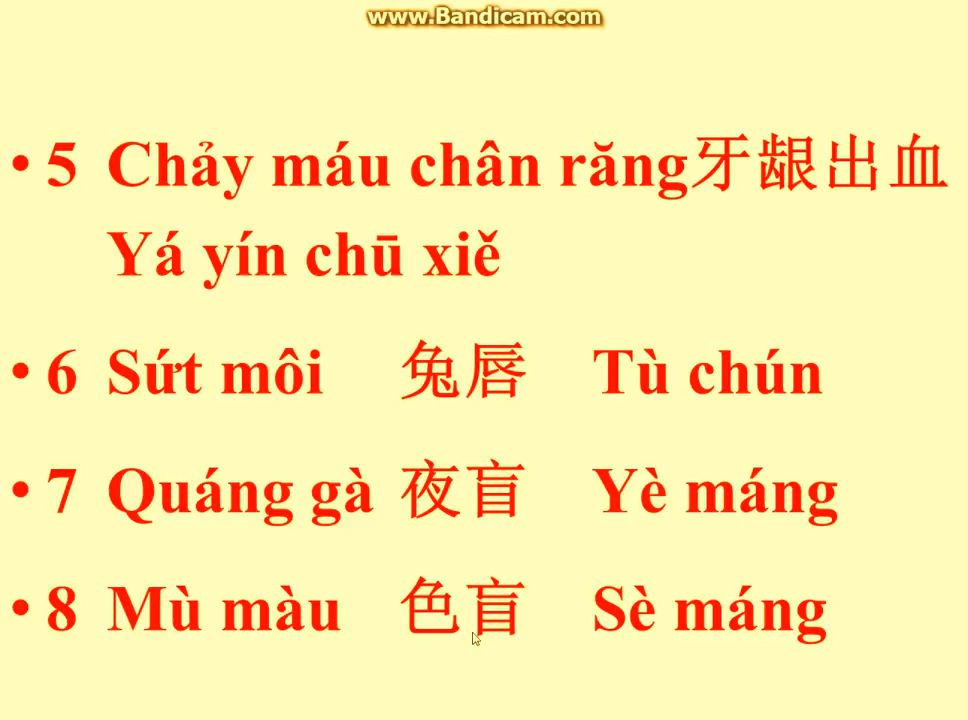 www.Bandicam.com
• 5 Chảy máu chân răng牙龈出血
Yá yín chū xiě
• 6 Sứt môi 兔唇 Tù chún
• 7 Quáng gà 夜盲 Yè máng
• 8 Mù màu 色盲 Sè máng